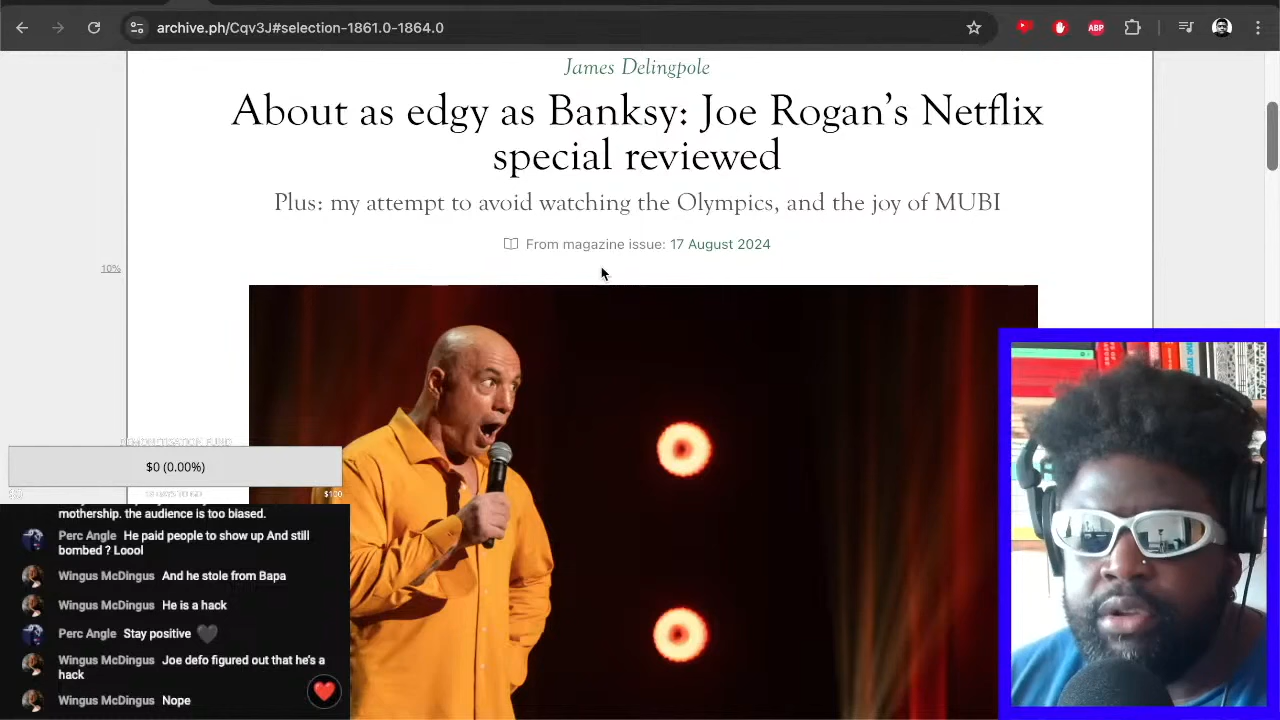 archive.ph/Cqv3J#selection-1861.0-1864.0
ABP
James Delingpole
About as edgy as Banksy: Joe Rogan's Netflix
special reviewed
Plus: my attempt to avoid watching the Olympics, and the joy of MUBI
From magazine issue: 17 August 2024
10%
$0 (0.00%)
$100
mothership. the audience is too biased.
Perc Angle He paid people to show up And still
bombed ? Loool
Wingus McDingus And he stole from Bapa
Wingus McDingus He is a hack
Perc Angle Stay positive 🖤
Wingus McDingus Joe defo figured out that he's a
hack
Wingus McDingus Nope